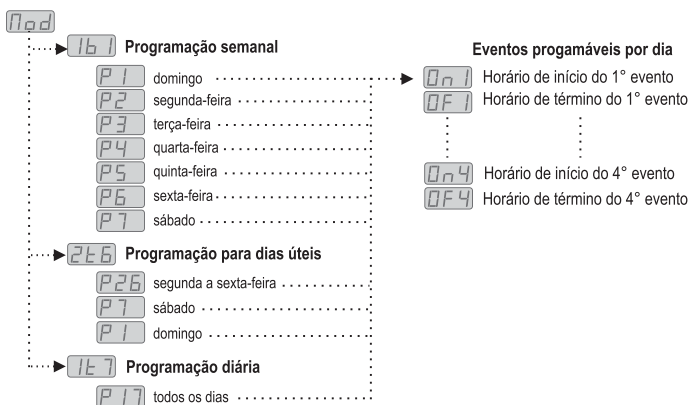 Mod
1b1 Programação semanal
P1 domingo
P2 segunda-feira
P3 terça-feira
P4 quarta-feira
P5 quinta-feira
P6 sexta-feira
P7 sábado
2t6 Programação para dias úteis
P26 segunda a sexta-feira
P7 sábado
P1 domingo
1t7 Programação diária
P17 todos os dias
Eventos progamáveis por dia
On1 Horário de início do 1° evento
OF1 Horário de término do 1° evento
On4 Horário de início do 4° evento
OF4 Horário de término do 4° evento